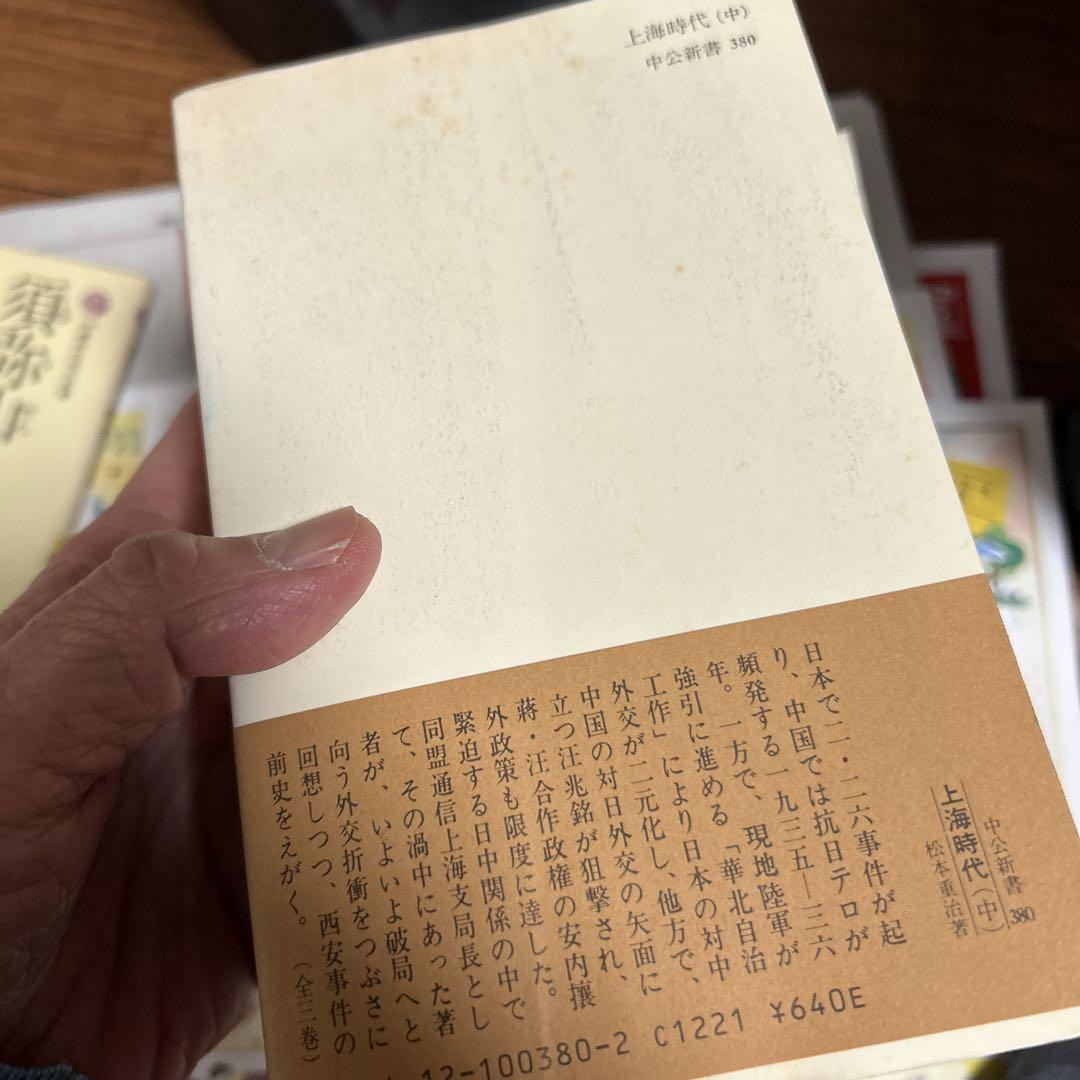 上海時代(中)
中公新書 380
中公新書 380
上海時代(中)
松本重治著
日本で二・二六事件が起
り、中国では抗日テロが
頻発する一九三五―三六
年。一方で、現地陸軍が
強引に進める「華北自治
工作」により日本の対中
外交が二元化し、他方で、
中国の対日外交の矢面に
立つ汪兆銘が狙撃され、
蔣・汪合作政権の安内攘
外政策も限度に達した。
緊迫する日中関係の中で
同盟通信上海支局長とし
て、その渦中にあった著
者が、いよいよ破局へと
向う外交折衝をつぶさに
回想しつつ、西安事件の
前史をえがく。(全三巻)
12-100380-2 C1221 ¥640E
須弥